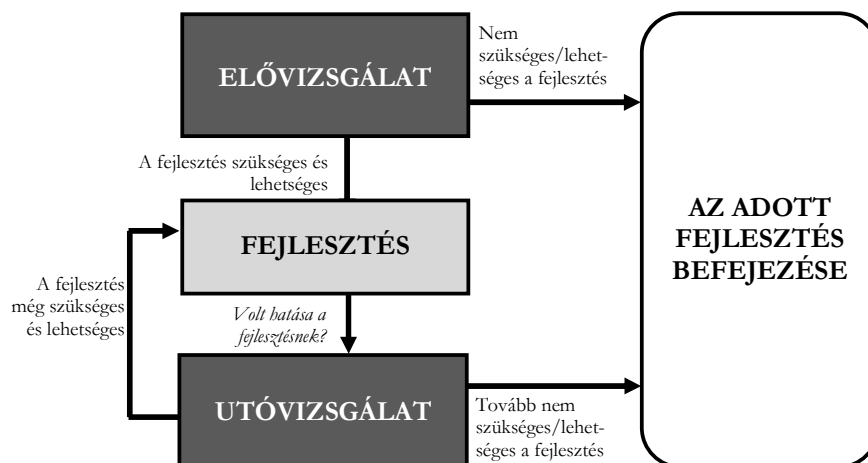 ELŐVIZSGÁLAT
Nem
szükséges/lehet-
séges a fejlesztés
A fejlesztés szükséges és
lehetséges
FEJLESZTÉS
AZ ADOTT
FEJLESZTÉS
BEFEJEZÉSE
A fejlesztés
még szükséges
és lehetséges
Volt hatása a
fejlesztésnek?
UTÓVIZSGÁLAT
Tovább nem
szükséges/lehet-
séges a fejlesztés